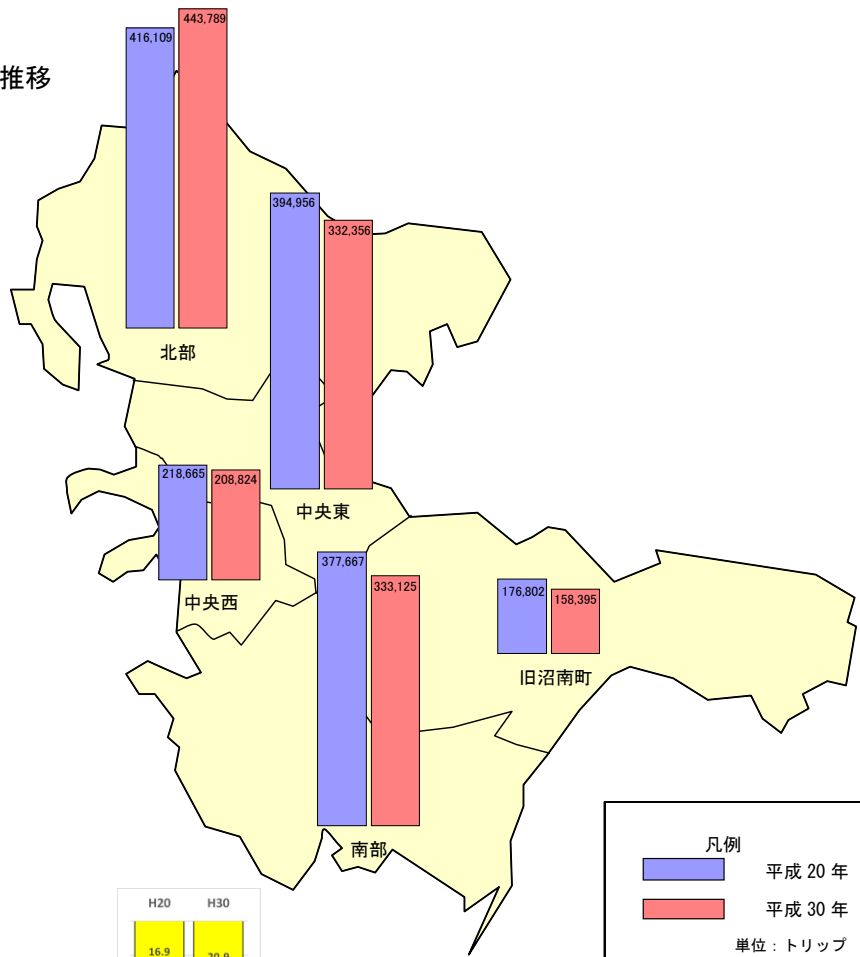 推移
416,109
443,789
394,956
332,356
北部
218,665
208,824
中央東
中央西
377,667
333,125
176,802
158,395
旧沼南町
南部
凡例
平成 20 年
平成 30 年
単位：トリップ
H20 H30
16.9